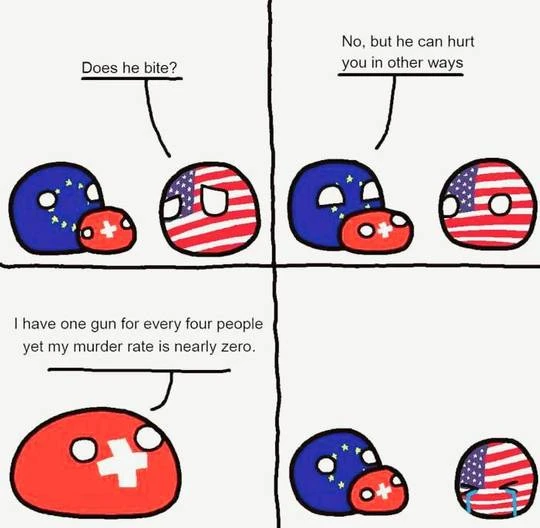 Does he bite?
No, but he can hurt
you in other ways
I have one gun for every four people
yet my murder rate is nearly zero.